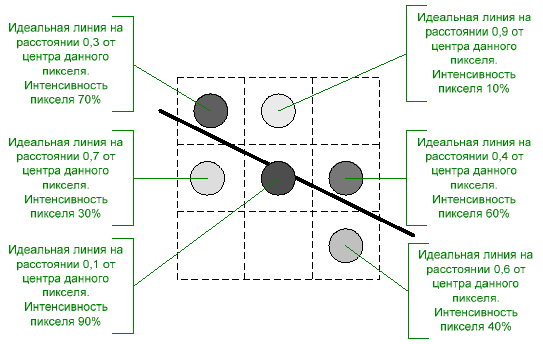 Идеальная линия на
расстоянии 0,3 от
центра данного
пикселя.
Интенсивность
пикселя 70%
Идеальная линия на
расстоянии 0,9 от
центра данного
пикселя.
Интенсивность
пикселя 10%
Идеальная линия на
расстоянии 0,7 от
центра данного
пикселя.
Интенсивность
пикселя 30%
Идеальная линия на
расстоянии 0,4 от
центра данного
пикселя.
Интенсивность
пикселя 60%
Идеальная линия на
расстоянии 0,1 от
центра данного
пикселя.
Интенсивность
пикселя 90%
Идеальная линия на
расстоянии 0,6 от
центра данного
пикселя.
Интенсивность
пикселя 40%